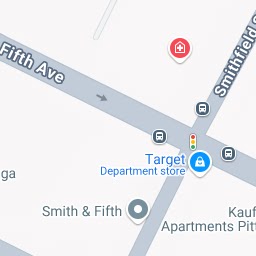 Fifth Ave
Smithfield S
Target
Department store
ga
Smith & Fifth
Kauf
Apartments Pitt